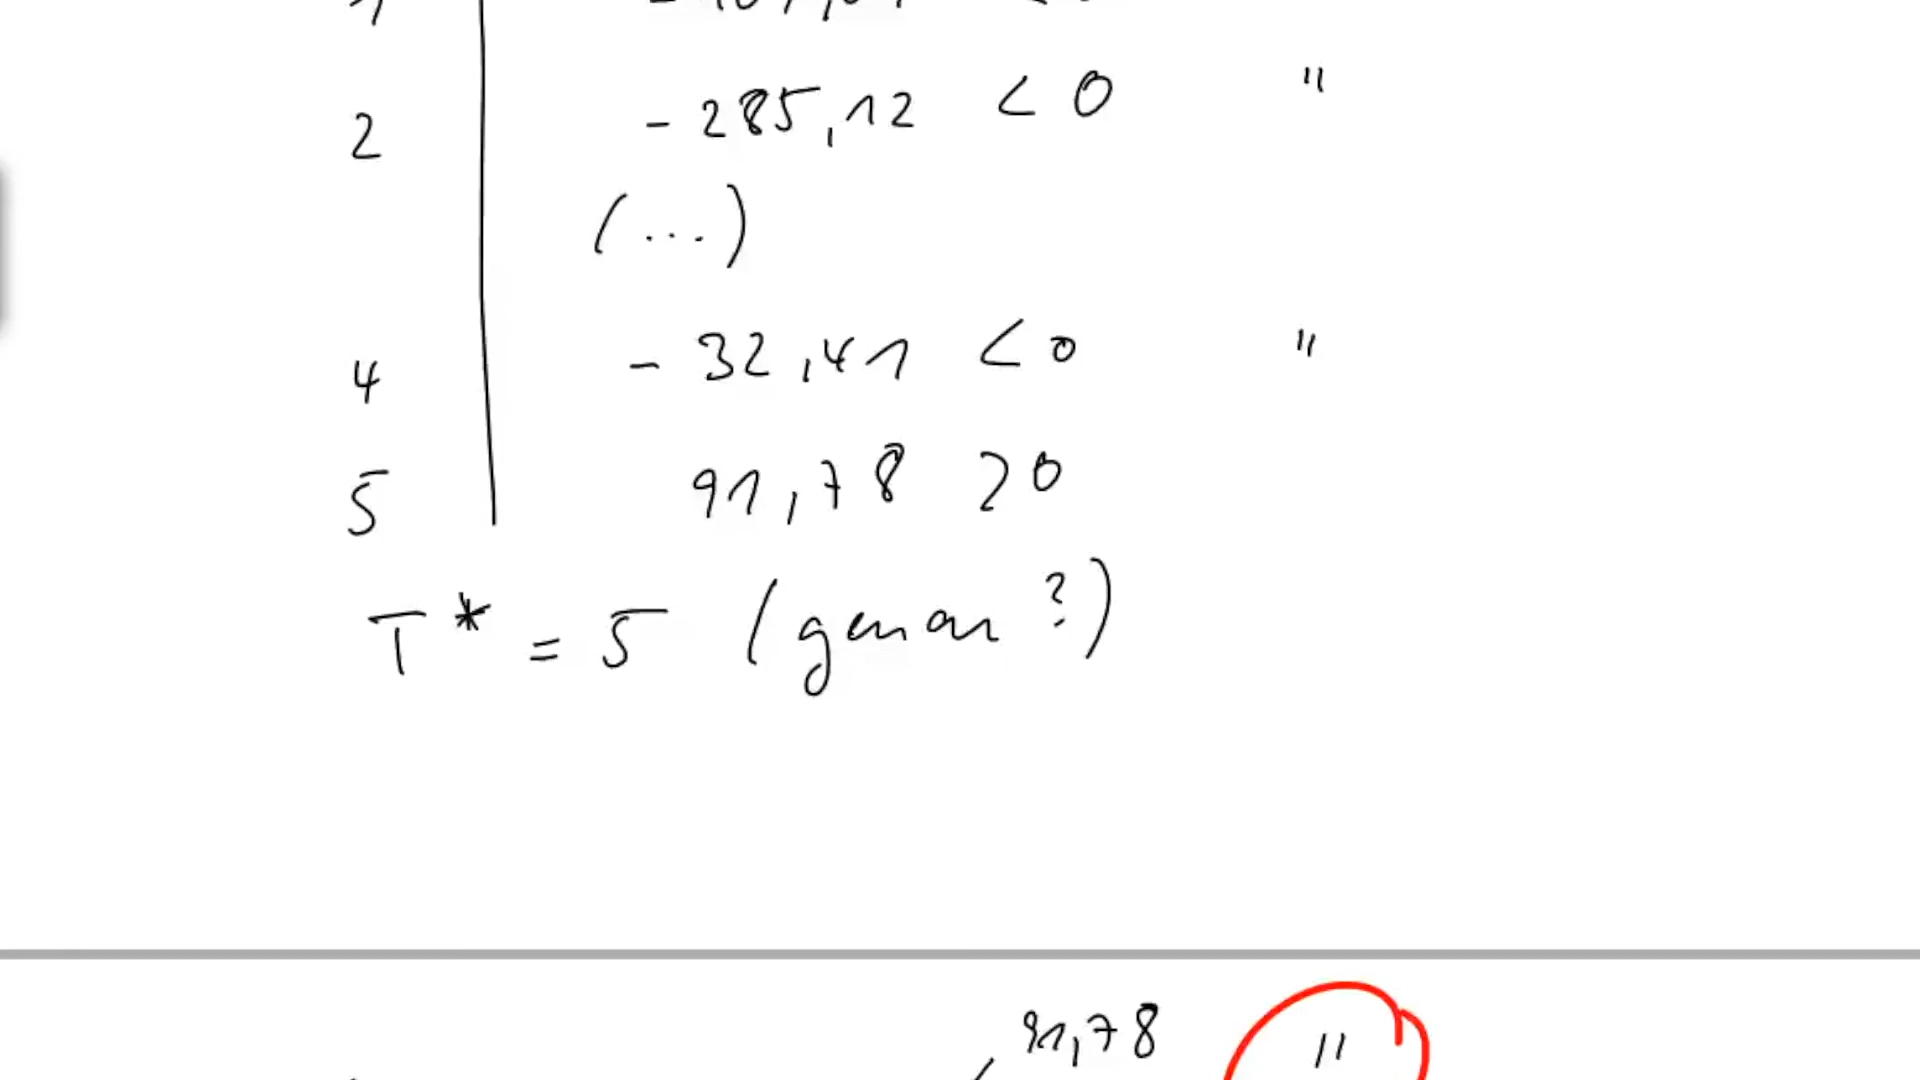 2 - 285,12 < 0 "
(...)
4 - 32,41 < 0 "
5 91,78 > 0
T* = 5 (genau?)
91,78 "